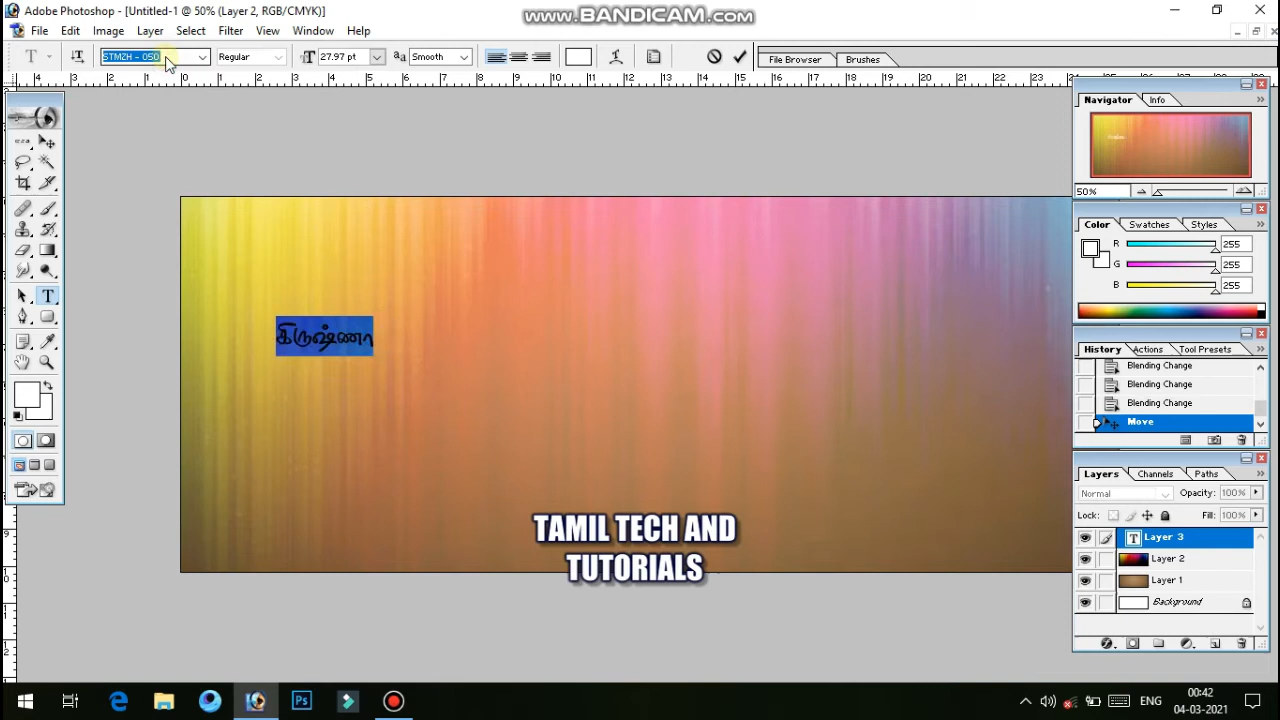 Adobe Photoshop - [Untitled-1 @ 50% (Layer 2, RGB/CMYK)]
www.BANDICAM.com
File Edit Image Layer Select Filter View Window Help
STMZH - 050 Regular 27.97 pt Smooth File Browser Brushes
Navigator Info
50%
Color Swatches Styles
R 255
G 255
B 255
கிருஷ்ணா
History Actions Tool Presets
Blending Change
Blending Change
Blending Change
Move
Layers Channels Paths
Normal Opacity: 100%
Lock: Fill: 100%
Layer 3
Layer 2
Layer 1
Background
TAMIL TECH AND
TUTORIALS
ENG 00:42
04-03-2021